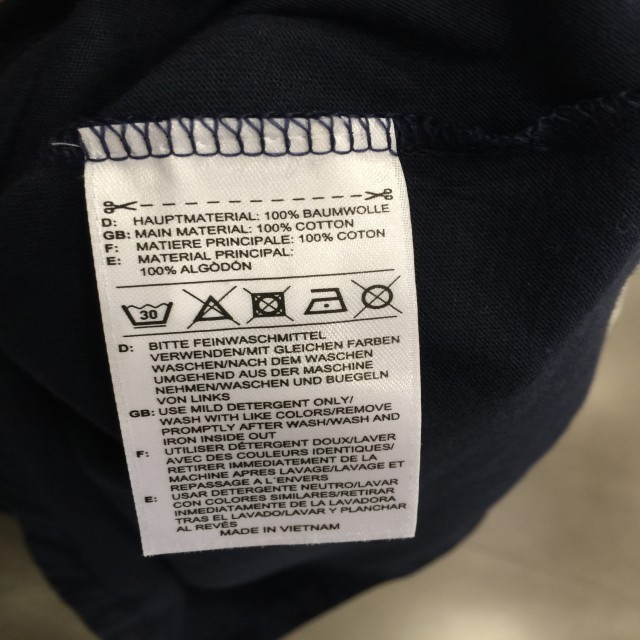 D: HAUPTMATERIAL: 100% BAUMWOLLE
GB: MAIN MATERIAL: 100% COTTON
F: MATIERE PRINCIPALE: 100% COTON
E: MATERIAL PRINCIPAL:
100% ALGÓDÓN
30
D: BITTE FEINWASCHMITTEL
VERWENDEN/MIT GLEICHEN FARBEN
WASCHEN/NACH DEM WASCHEN
UMGEHEND AUS DER MASCHINE
NEHMEN/WASCHEN UND BUEGELN
VON LINKS
GB: USE MILD DETERGENT ONLY/
WASH WITH LIKE COLORS/REMOVE
PROMPTLY AFTER WASH/WASH AND
IRON INSIDE OUT
F: UTILISER DÉTERGENT DOUX/LAVER
AVEC DES COULEURS IDENTIQUES/
RETIRER IMMEDIATEMENT DE LA
MACHINE APRES LAVAGE/LAVAGE ET
REPASSAGE A L'ENVERS
E: USAR DETERGENTE NEUTRO/LAVAR
CON COLORES SIMILARES/RETIRAR
INMEDIATAMENTE DE LA LAVADORA
TRAS EL LAVADO/LAVAR Y PLANCHAR
AL REVÉS
MADE IN VIETNAM